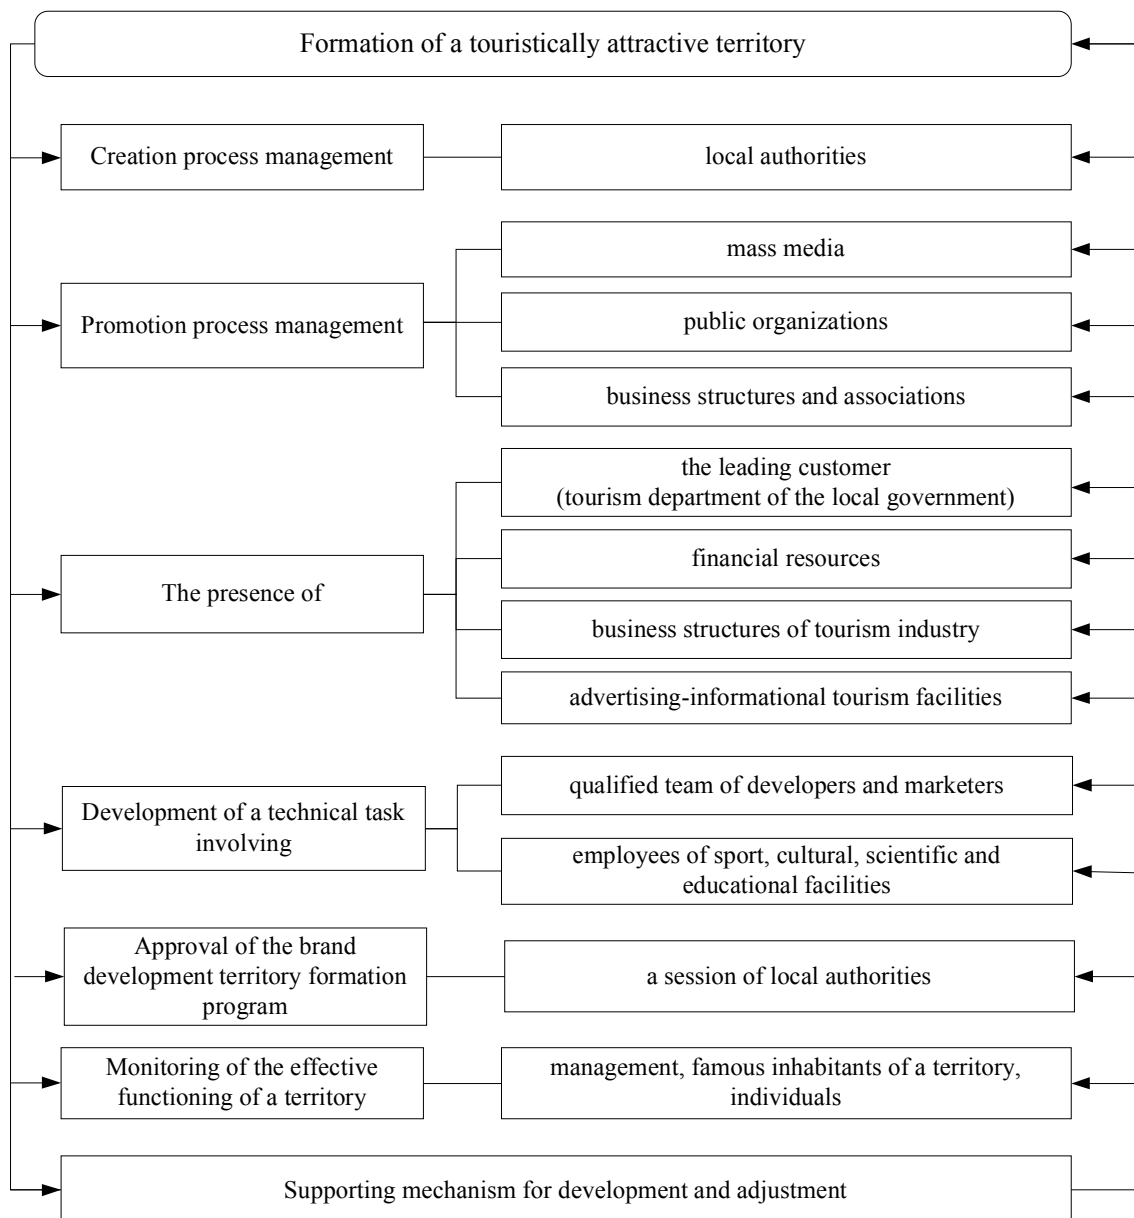 Formation of a touristically attractive territory
Creation process management
local authorities
Promotion process management
mass media
public organizations
business structures and associations
The presence of
the leading customer
(tourism department of the local government)
financial resources
business structures of tourism industry
advertising-informational tourism facilities
Development of a technical task
involving
qualified team of developers and marketers
employees of sport, cultural, scientific and
educational facilities
Approval of the brand
development territory formation
program
a session of local authorities
Monitoring of the effective
functioning of a territory
management, famous inhabitants of a territory,
individuals
Supporting mechanism for development and adjustment